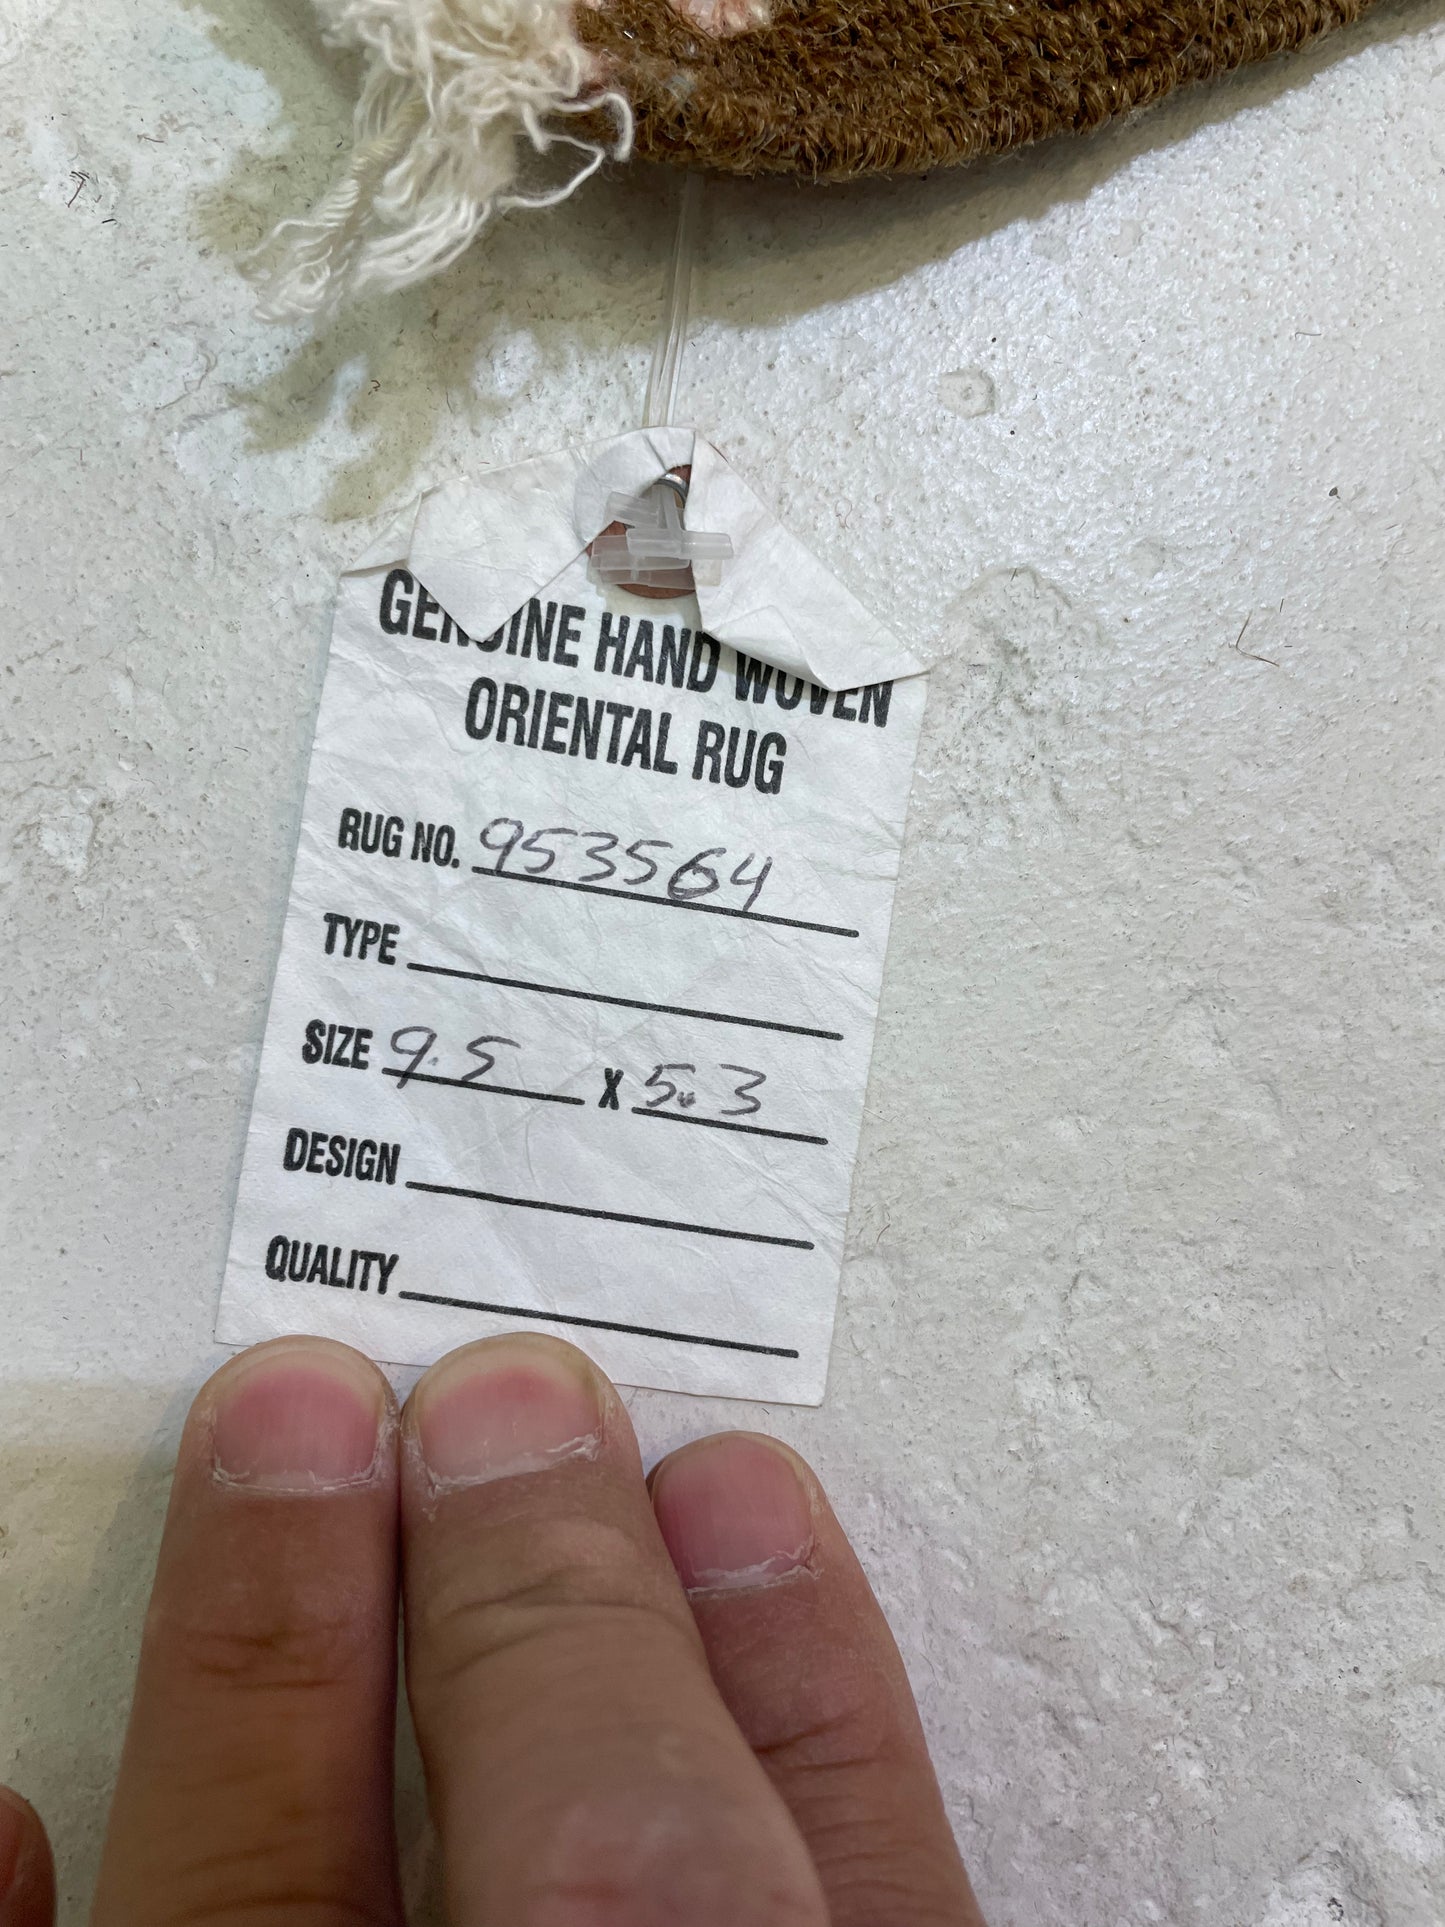 GENUINE HAND WOVEN
ORIENTAL RUG
RUG NO. 953564
TYPE
SIZE 9.5 X 5.3
DESIGN
QUALITY